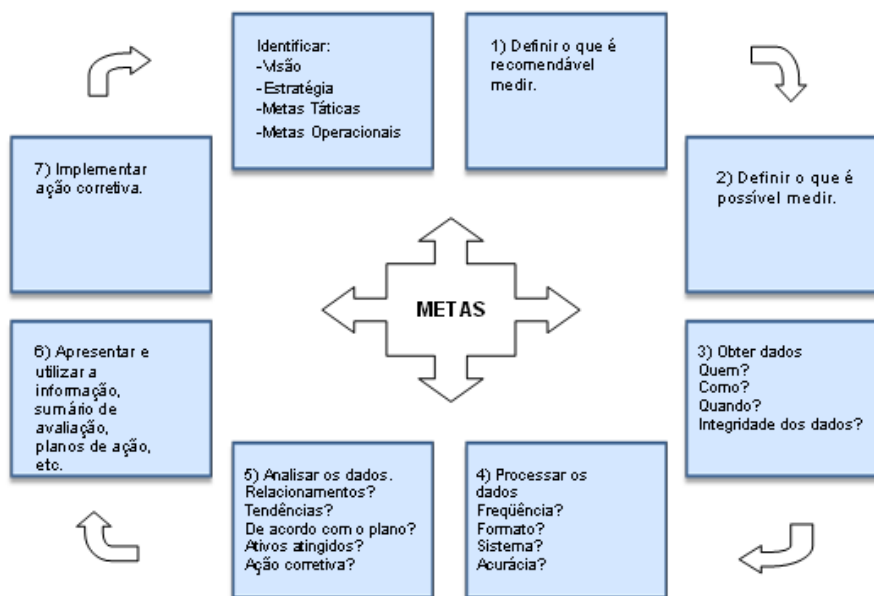 Identificar:
-Visão
-Estratégia
-Metas Táticas
-Metas Operacionais
1) Definir o que é
recomendável
medir.
2) Definir o que é
possível medir.
3) Obter dados
Quem?
Como?
Quando?
Integridade dos dados?
4) Processar os
dados
Freqüência?
Formato?
Sistema?
Acurácia?
5) Analisar os dados.
Relacionamentos?
Tendências?
De acordo com o plano?
Ativos atingidos?
Ação corretiva?
6) Apresentar e
utilizar a
informação,
sumário de
avaliação,
planos de ação,
etc.
7) Implementar
ação corretiva.
METAS